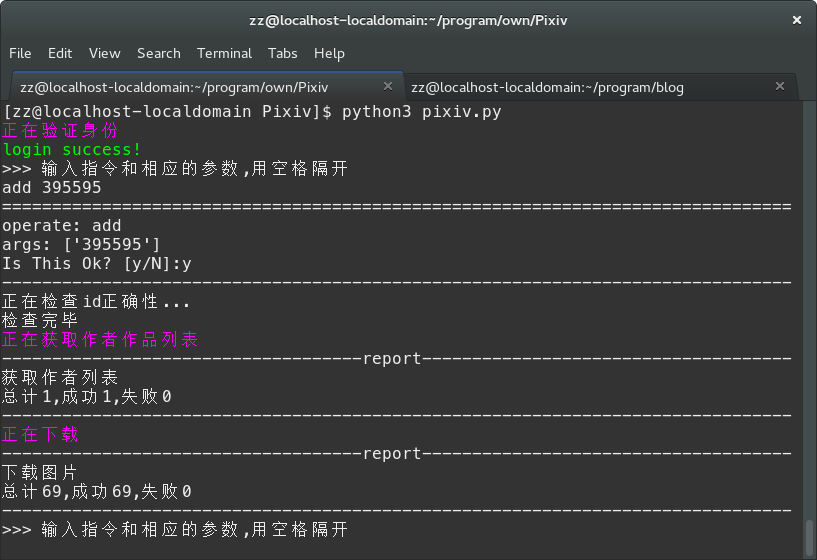 zz@localhost-localdomain:~/program/own/Pixiv
File Edit View Search Terminal Tabs Help
zz@localhost-localdomain:~/program/own/Pixiv × zz@localhost-localdomain:~/program/blog ×
[zz@localhost-localdomain Pixiv]$ python3 pixiv.py
正在验证身份
login success!
>>> 输入指令和相应的参数,用空格隔开
add 395595
===============================================================================
operate: add
args: ['395595']
Is This Ok? [y/N]:y
-------------------------------------------------------------------------------
正在检查id正确性...
检查完毕
正在获取作者作品列表
------------------------------------report-------------------------------------
获取作者列表
总计1,成功1,失败0
-------------------------------------------------------------------------------
正在下载
------------------------------------report-------------------------------------
下载图片
总计69,成功69,失败0
-------------------------------------------------------------------------------
>>> 输入指令和相应的参数,用空格隔开